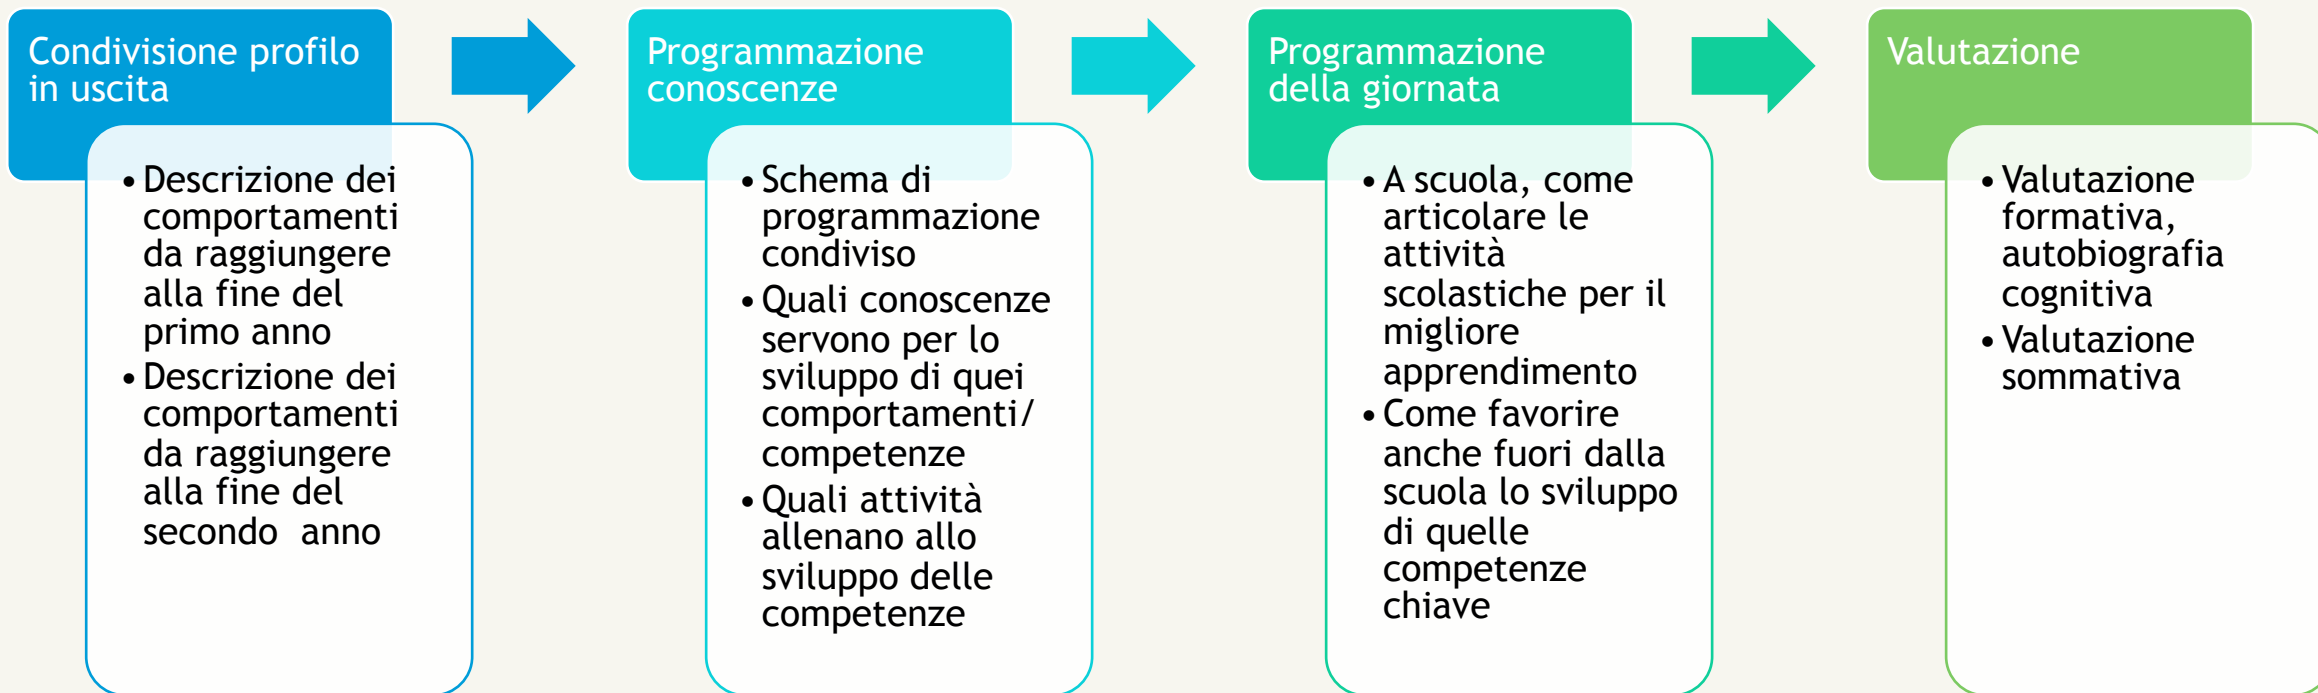 Condivisione profilo
in uscita
• Descrizione dei
comportamenti
da raggiungere
alla fine del
primo anno
• Descrizione dei
comportamenti
da raggiungere
alla fine del
secondo  anno
Programmazione
conoscenze
• Schema di
programmazione
condiviso
• Quali conoscenze
servono per lo
sviluppo di quei
comportamenti/
competenze
• Quali attività
allenano allo
sviluppo delle
competenze
Programmazione
della giornata
• A scuola, come
articolare le
attività
scolastiche per il
migliore
apprendimento
• Come favorire
anche fuori dalla
scuola lo sviluppo
di quelle
competenze
chiave
Valutazione
• Valutazione
formativa,
autobiografia
cognitiva
• Valutazione
sommativa